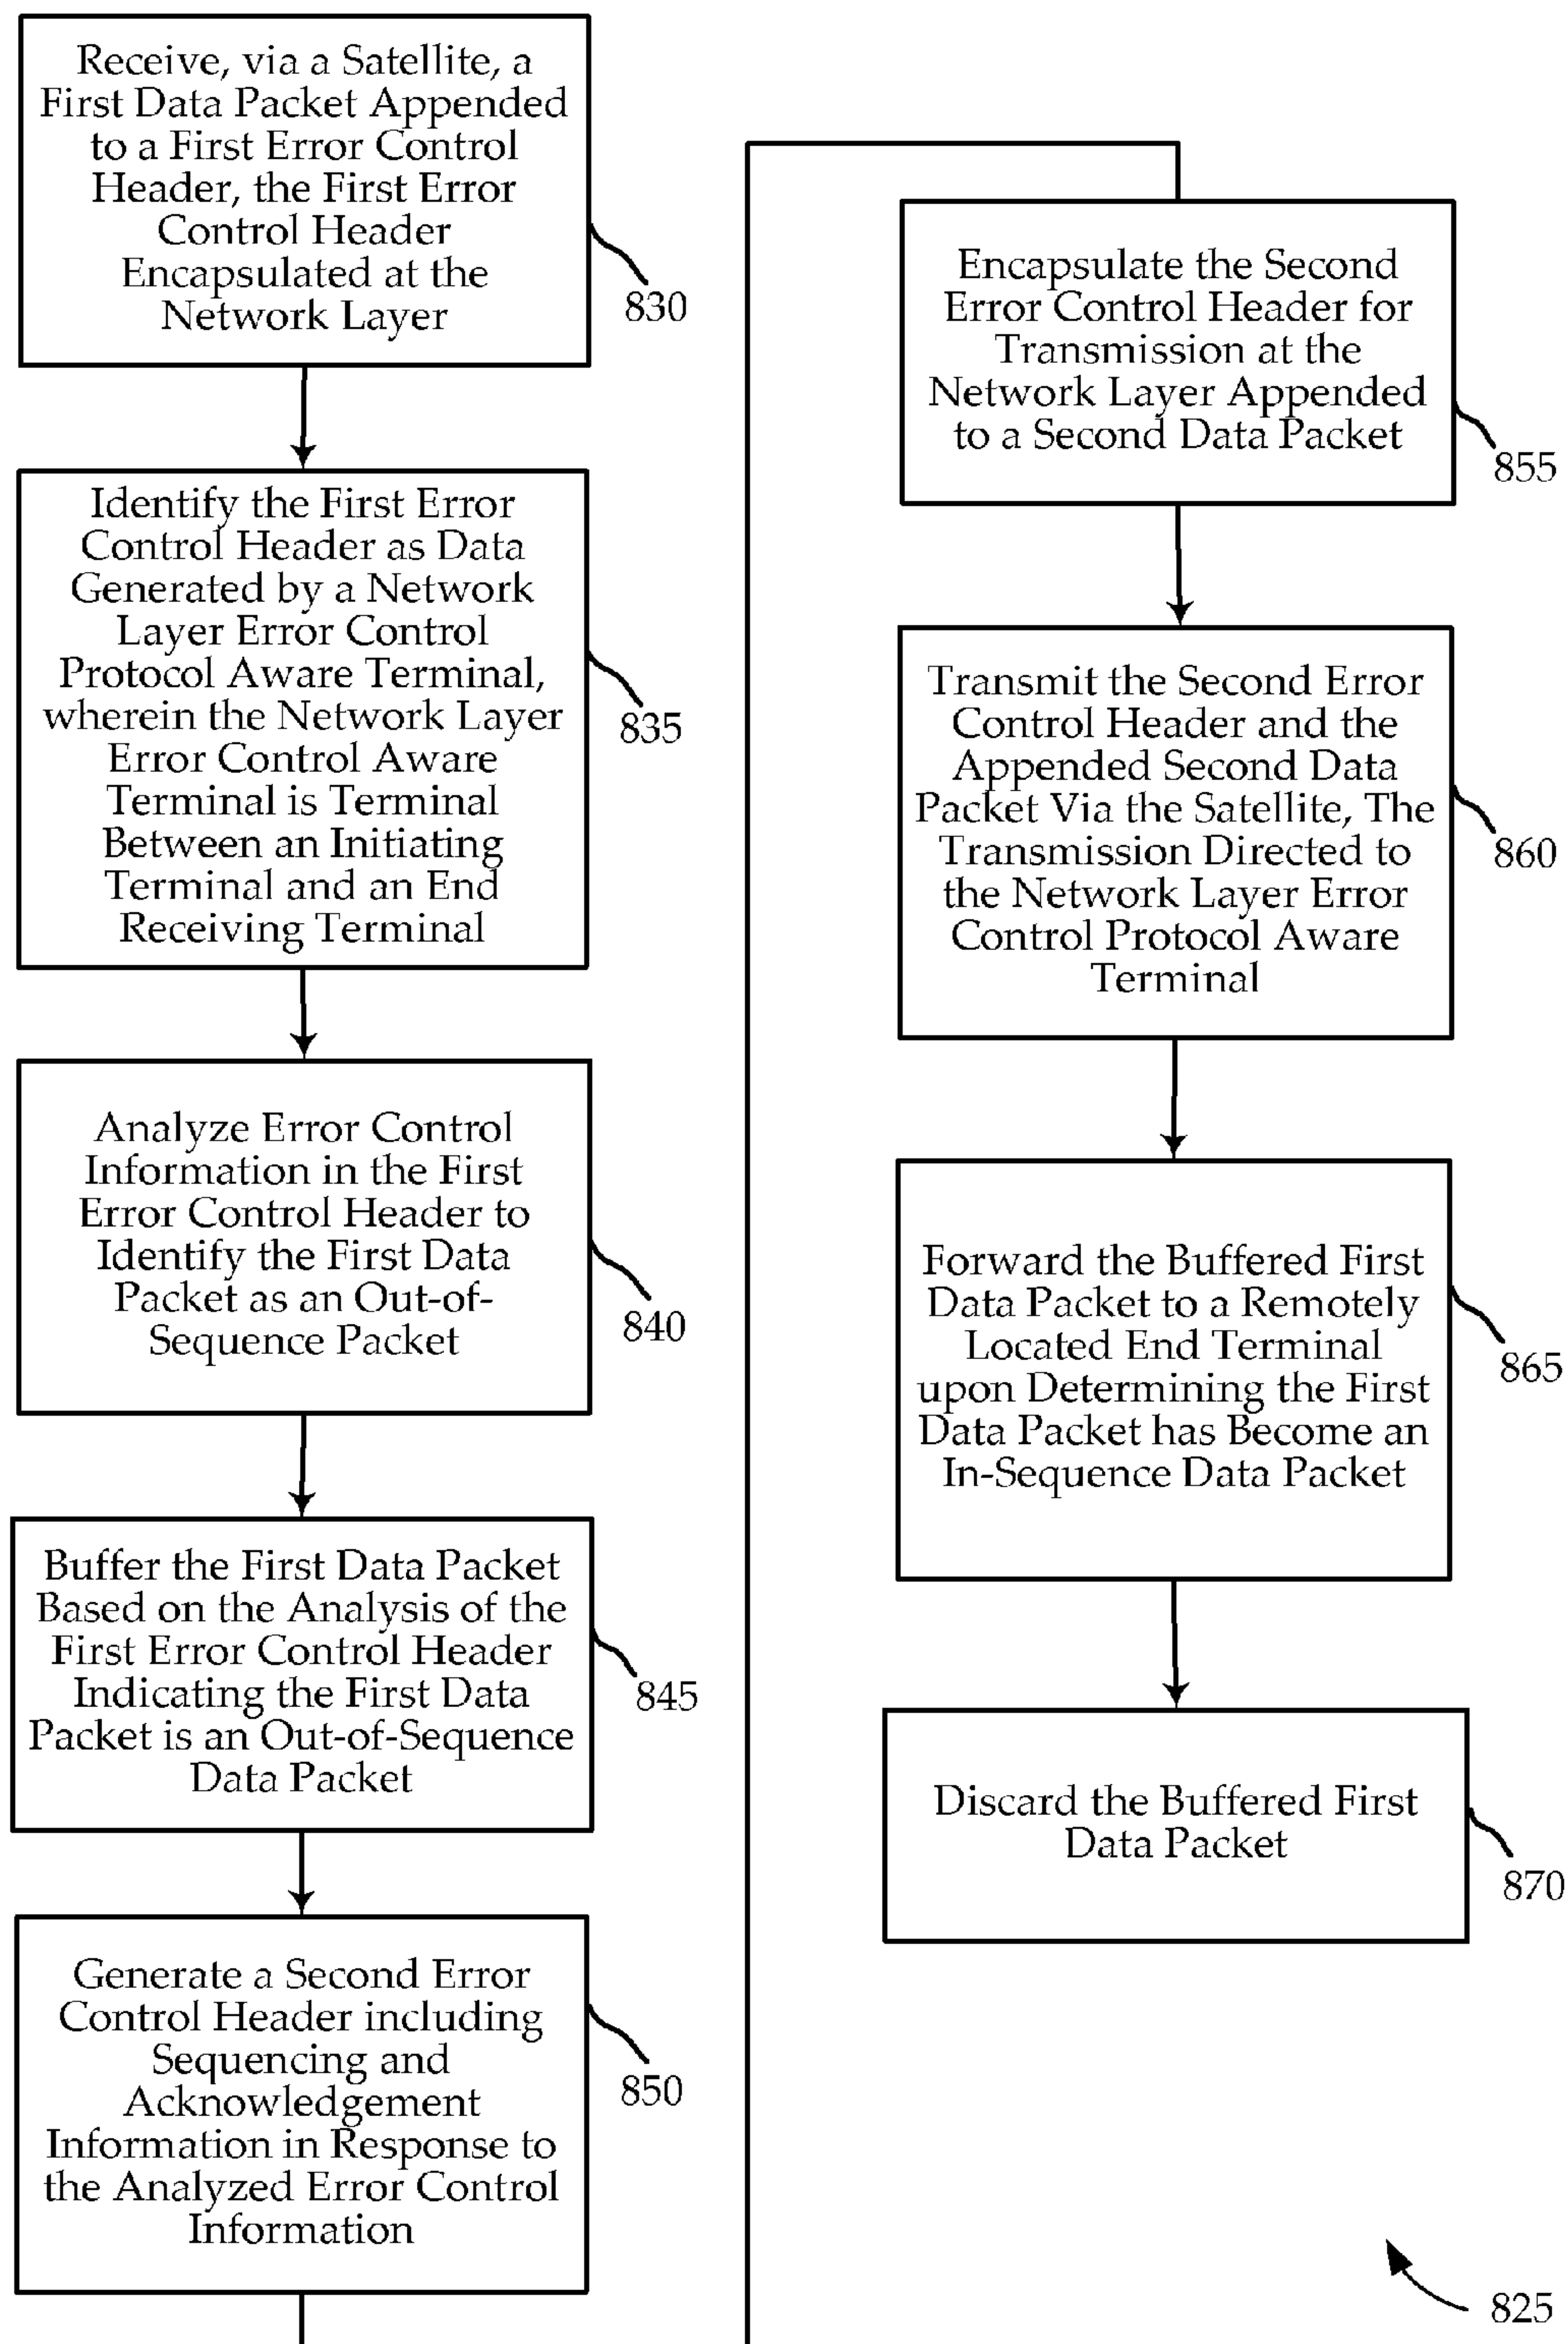 Receive, via a Satellite, a
First Data Packet Appended
to a First Error Control
Header, the First Error
Control Header
Encapsulated at the
Network Layer
830
Identify the First Error
Control Header as Data
Generated by a Network
Layer Error Control
Protocol Aware Terminal,
wherein the Network Layer
Error Control Aware
Terminal is Terminal
Between an Initiating
Terminal and an End
Receiving Terminal
835
Analyze Error Control
Information in the First
Error Control Header to
Identify the First Data
Packet as an Out-of-
Sequence Packet
840
Buffer the First Data Packet
Based on the Analysis of the
First Error Control Header
Indicating the First Data
Packet is an Out-of-Sequence
Data Packet
845
Generate a Second Error
Control Header including
Sequencing and
Acknowledgement
Information in Response to
the Analyzed Error Control
Information
850
Encapsulate the Second
Error Control Header for
Transmission at the
Network Layer Appended
to a Second Data Packet
855
Transmit the Second Error
Control Header and the
Appended Second Data
Packet Via the Satellite, The
Transmission Directed to
the Network Layer Error
Control Protocol Aware
Terminal
860
Forward the Buffered First
Data Packet to a Remotely
Located End Terminal
upon Determining the First
Data Packet has Become an
In-Sequence Data Packet
865
Discard the Buffered First
Data Packet
870
825